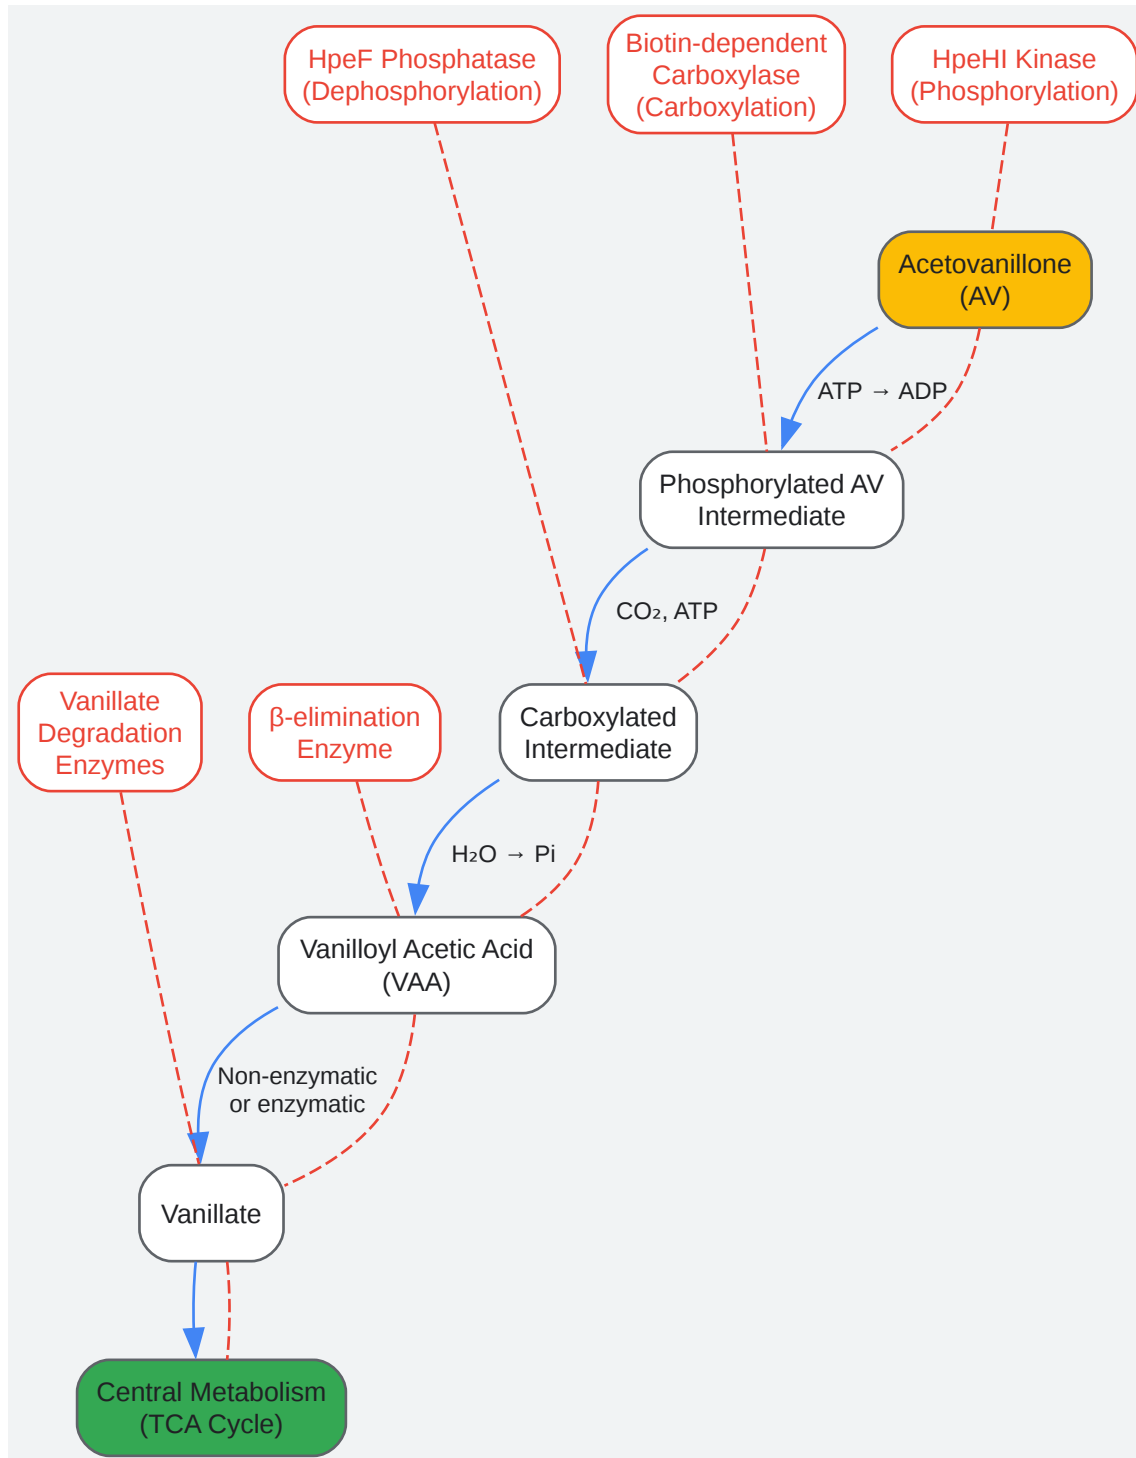 HpeF Phosphatase
(Dephosphorylation)
Biotin-dependent
Carboxylase
(Carboxylation)
HpeHI Kinase
(Phosphorylation)
Acetovanillone
(AV)
ATP → ADP
Phosphorylated AV
Intermediate
CO₂, ATP
Carboxylated
Intermediate
Vanillate
Degradation
Enzymes
β-elimination
Enzyme
H₂O → Pi
Vanilloyl Acetic Acid
(VAA)
Non-enzymatic
or enzymatic
Vanillate
Central Metabolism
(TCA Cycle)